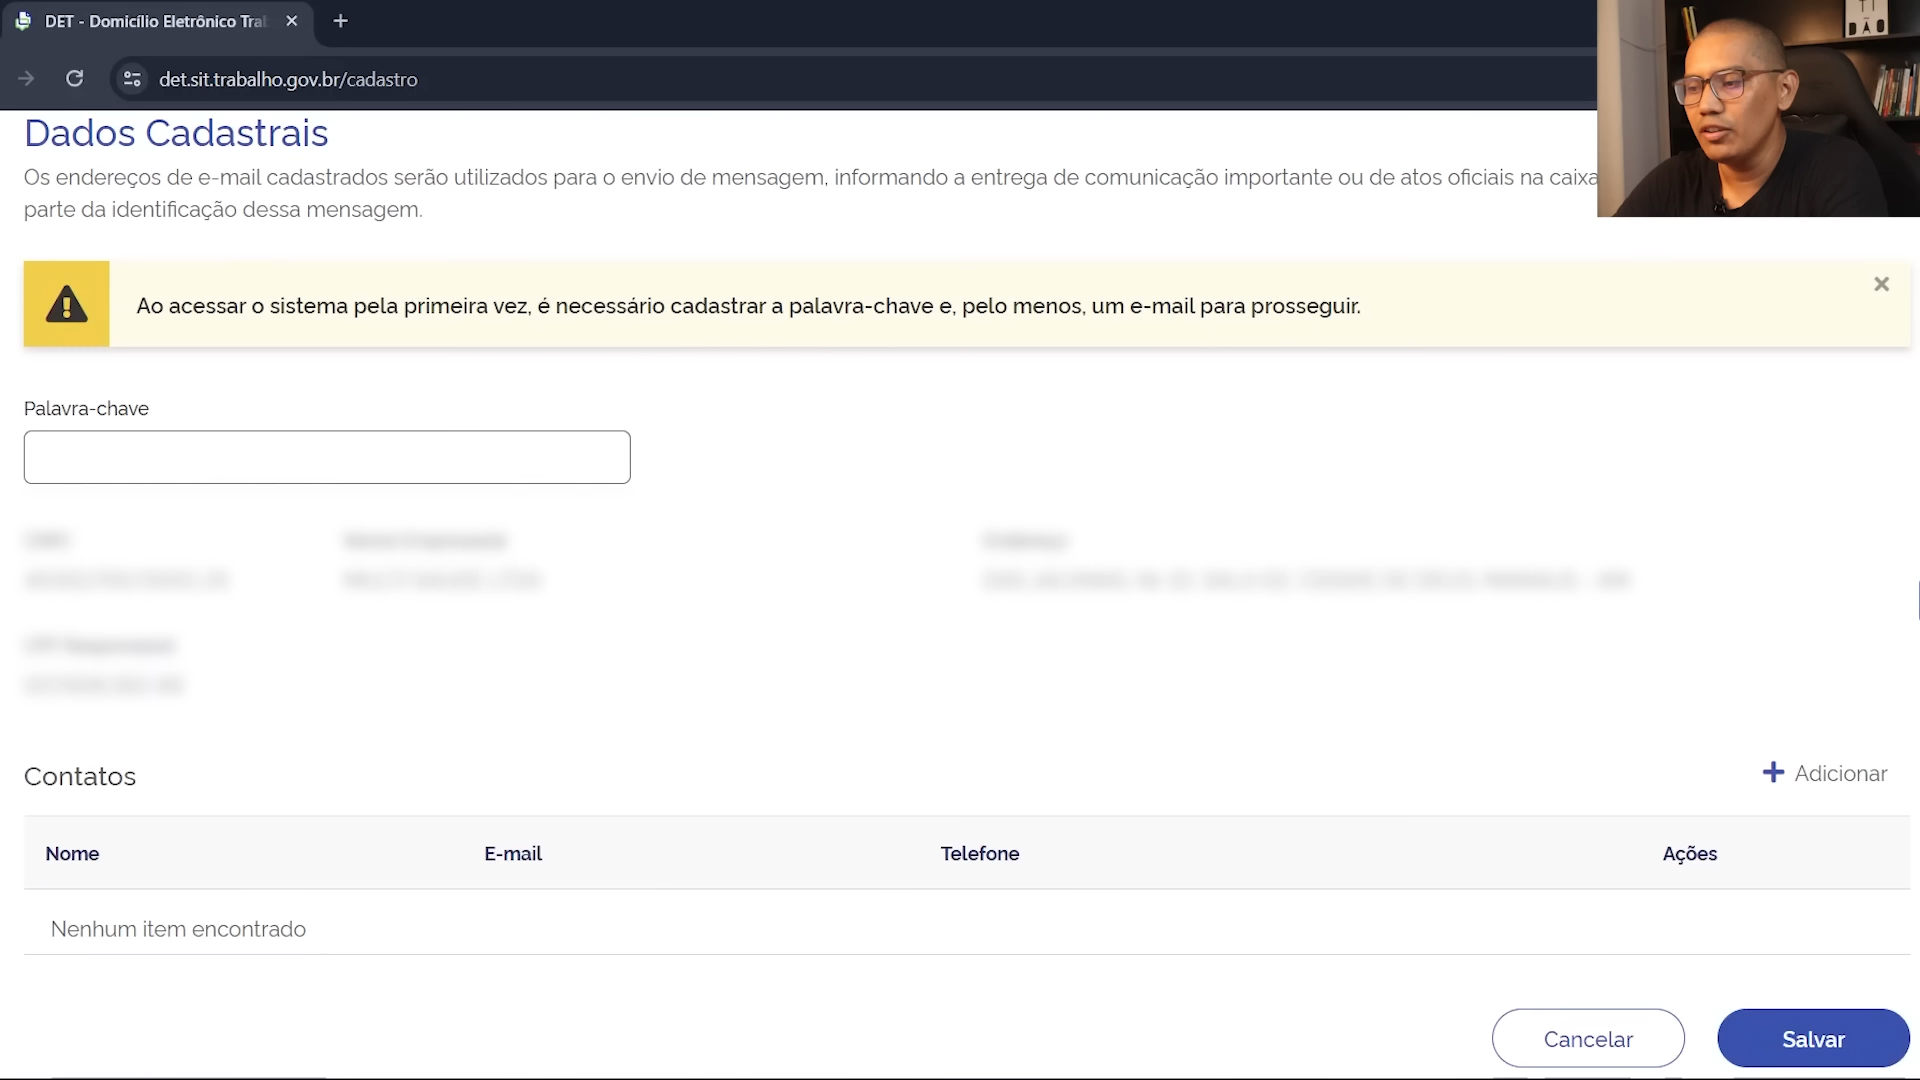 DET - Domicílio Eletrônico Tra
det.sit.trabalho.gov.br/cadastro
TI
DÃO
Dados Cadastrais
Os endereços de e-mail cadastrados serão utilizados para o envio de mensagem, informando a entrega de comunicação importante ou de atos oficiais na caixa
parte da identificação dessa mensagem.
Ao acessar o sistema pela primeira vez, é necessário cadastrar a palavra-chave e, pelo menos, um e-mail para prosseguir.
Palavra-chave
Contatos
Adicionar
Nome E-mail Telefone Ações
Nenhum item encontrado
Cancelar Salvar